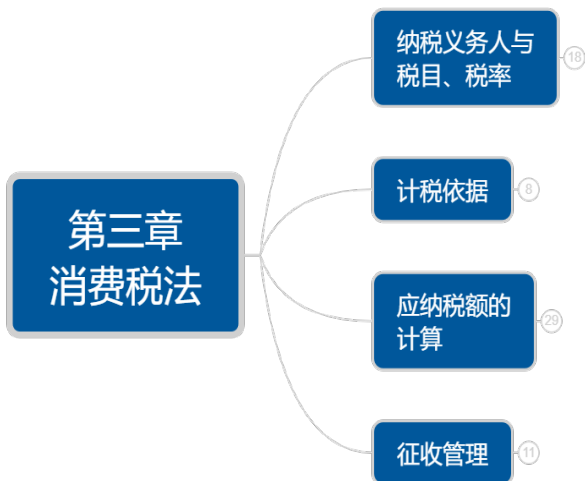 第三章
消费税法
纳税义务人与
税目、税率
18
计税依据
8
应纳税额的
计算
29
征收管理
11